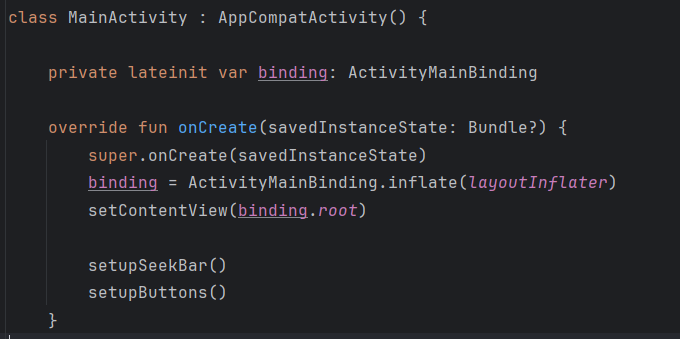 class MainActivity : AppCompatActivity() {
private lateinit var binding: ActivityMainBinding
override fun onCreate(savedInstanceState: Bundle?) {
super.onCreate(savedInstanceState)
binding = ActivityMainBinding.inflate(layoutInflater)
setContentView(binding.root)
setupSeekBar()
setupButtons()
}